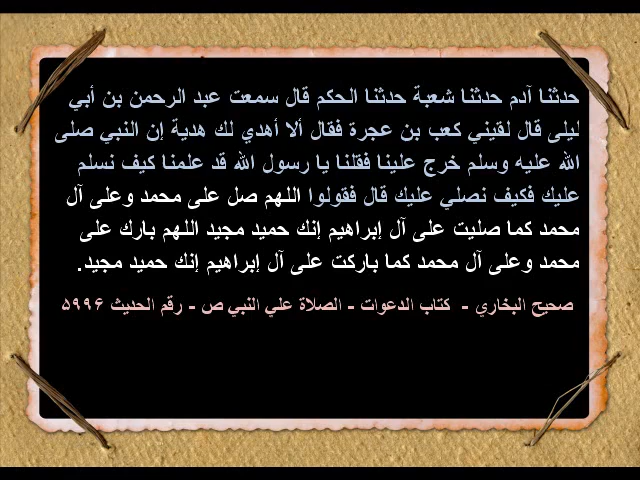 حدثنا آدم حدثنا شعبة حدثنا الحكم قال سمعت عبد الرحمن بن أبي
ليلى قال لقيني كعب بن عجرة فقال ألا أهدي لك هدية إن النبي صلى
الله عليه وسلم خرج علينا فقلنا يا رسول الله قد علمنا كيف نسلم
عليك فكيف نصلي عليك قال فقولوا اللهم صل على محمد وعلى آل
محمد كما صليت على آل إبراهيم إنك حميد مجيد اللهم بارك على
محمد وعلى آل محمد كما باركت على آل إبراهيم إنك حميد مجيد.
صحيح البخاري - كتاب الدعوات - الصلاة علي النبي ص - رقم الحديث ۵۹۹۶